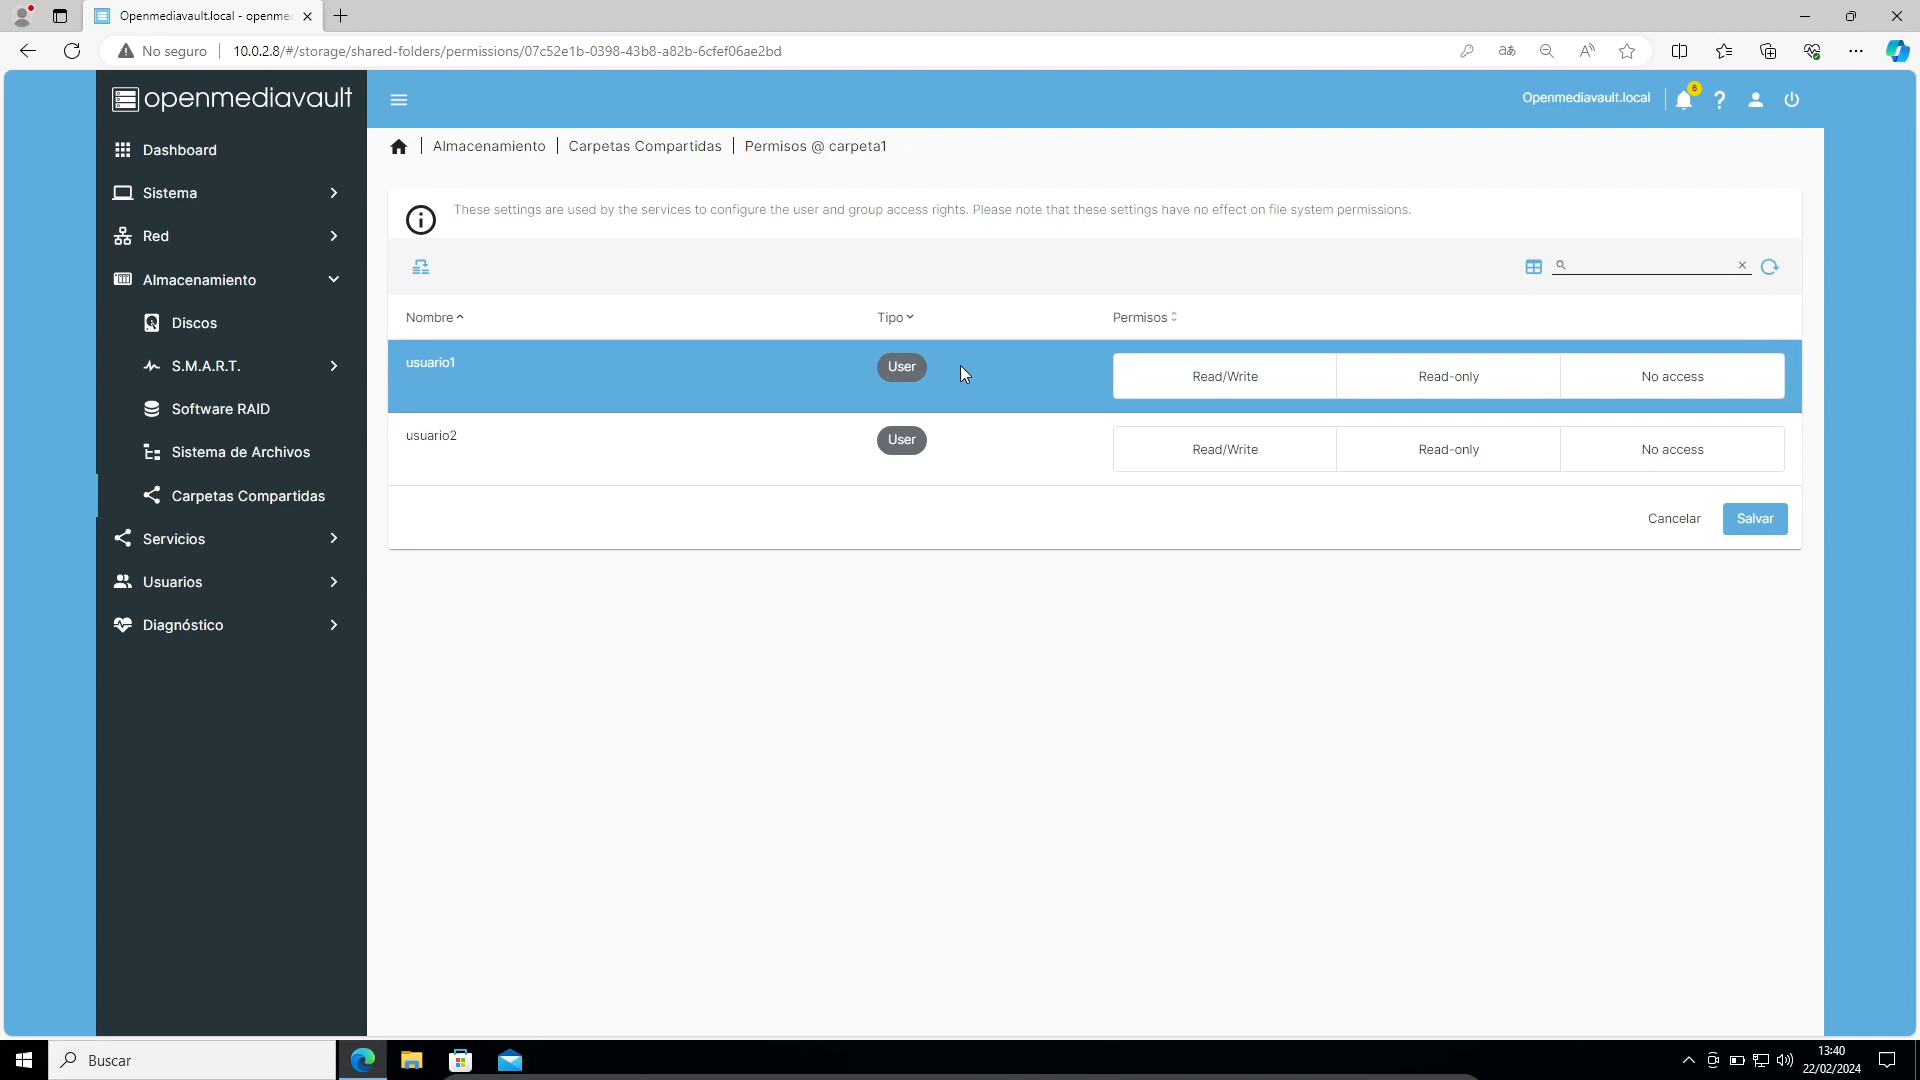 Openmediavault.local - openme
No seguro
10.0.2.8/#/storage/shared-folders/permissions/07c52e1b-0398-43b8-a82b-6cfef06ae2bd
aあ
openmediavault
Openmediavault.local
6
Dashboard
Sistema
Red
Almacenamiento
Discos
S.M.A.R.T.
Software RAID
Sistema de Archivos
Carpetas Compartidas
Servicios
Usuarios
Diagnóstico
Almacenamiento | Carpetas Compartidas | Permisos @ carpeta1
These settings are used by the services to configure the user and group access rights. Please note that these settings have no effect on file system permissions.
Nombre Tipo Permisos
usuario1 User Read/Write Read-only No access
usuario2 User Read/Write Read-only No access
Cancelar Salvar
Buscar
13:40
22/02/2024